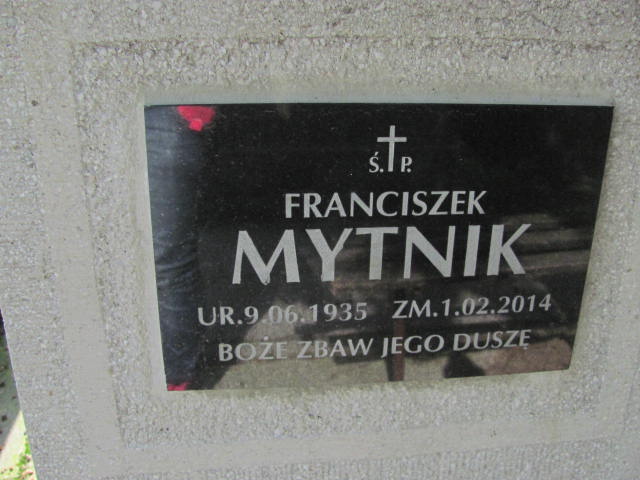 Ś. P.
FRANCISZEK
MYTNIK
UR.9.06.1935 ZM.1.02.2014
BOŻE ZBAW JEGO DUSZĘ